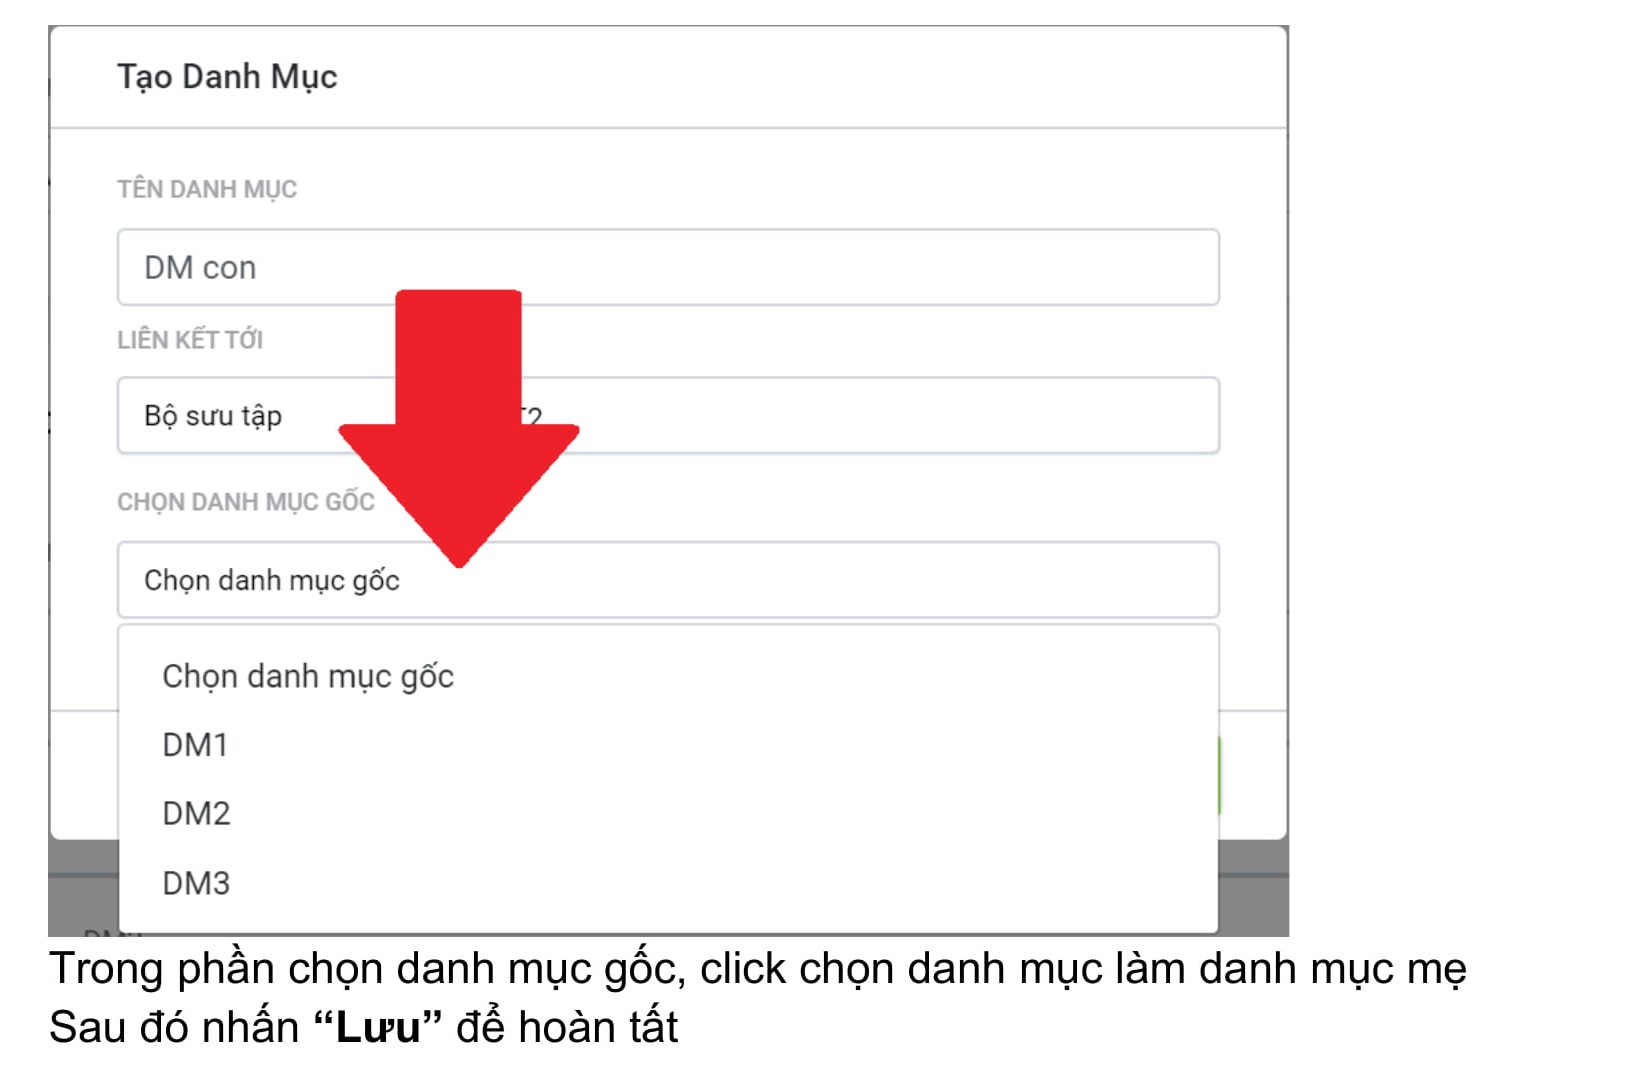 Tạo Danh Mục
TÊN DANH MỤC
DM con
LIÊN KẾT TỚI
Bộ sưu tập
CHỌN DANH MỤC GỐC
Chọn danh mục gốc
Chọn danh mục gốc
DM1
DM2
DM3
Trong phần chọn danh mục gốc, click chọn danh mục làm danh mục mẹ
Sau đó nhấn “Lưu” để hoàn tất